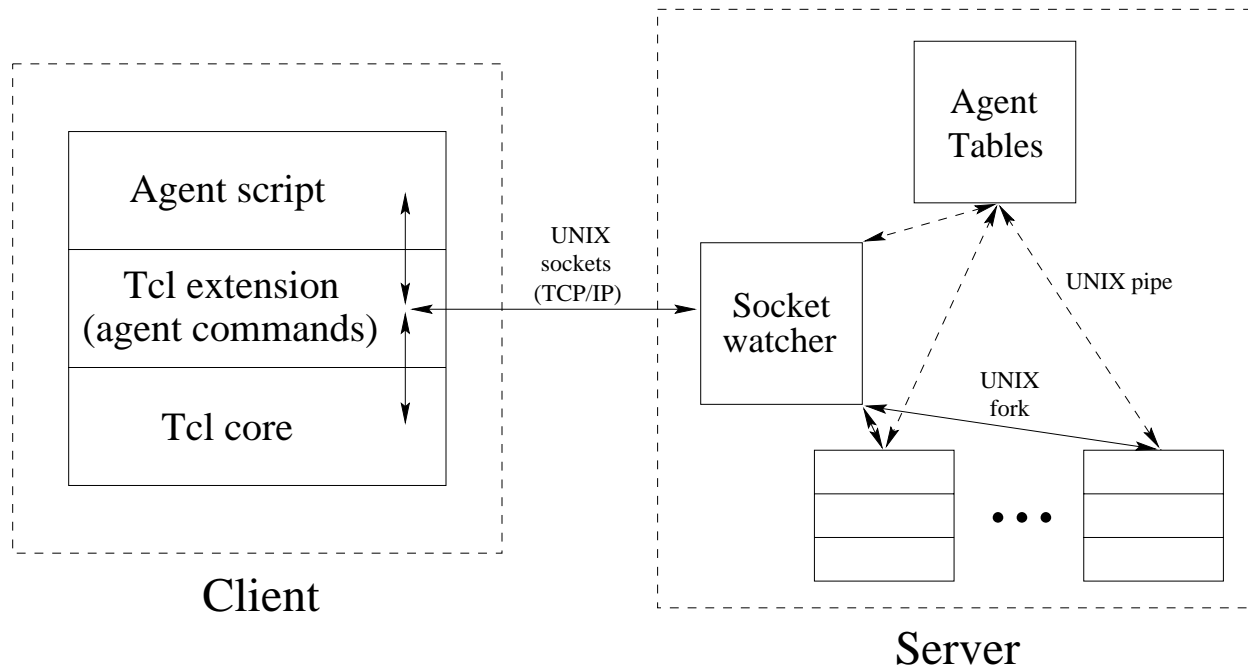 Agent script
Tcl extension
(agent commands)
Tcl core
Client
UNIX
sockets
(TCP/IP)
Agent
Tables
Socket
watcher
UNIX pipe
UNIX
fork
Server